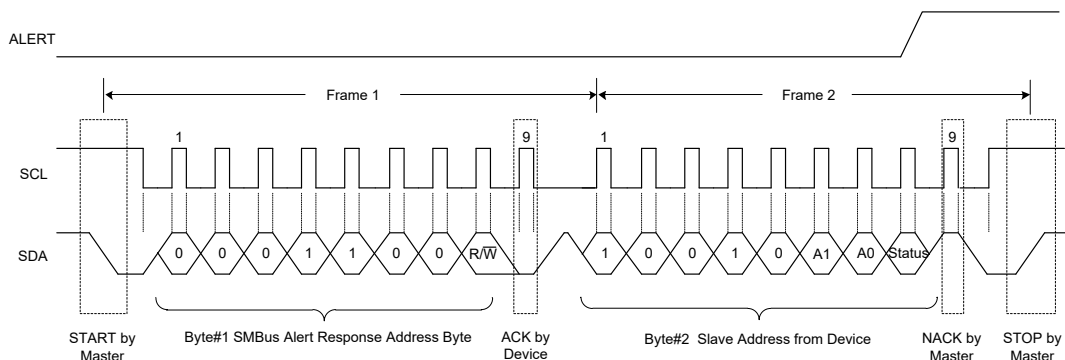 ALERT
Frame 1
Frame 2
1
9
1
9
SCL
SDA
0
0
0
1
1
0
0
R/W̅
1
0
0
1
0
A1
A0
Status
START by
Master
Byte#1 SMBus Alert Response Address Byte
ACK by
Device
Byte#2 Slave Address from Device
NACK by
Master
STOP by
Master